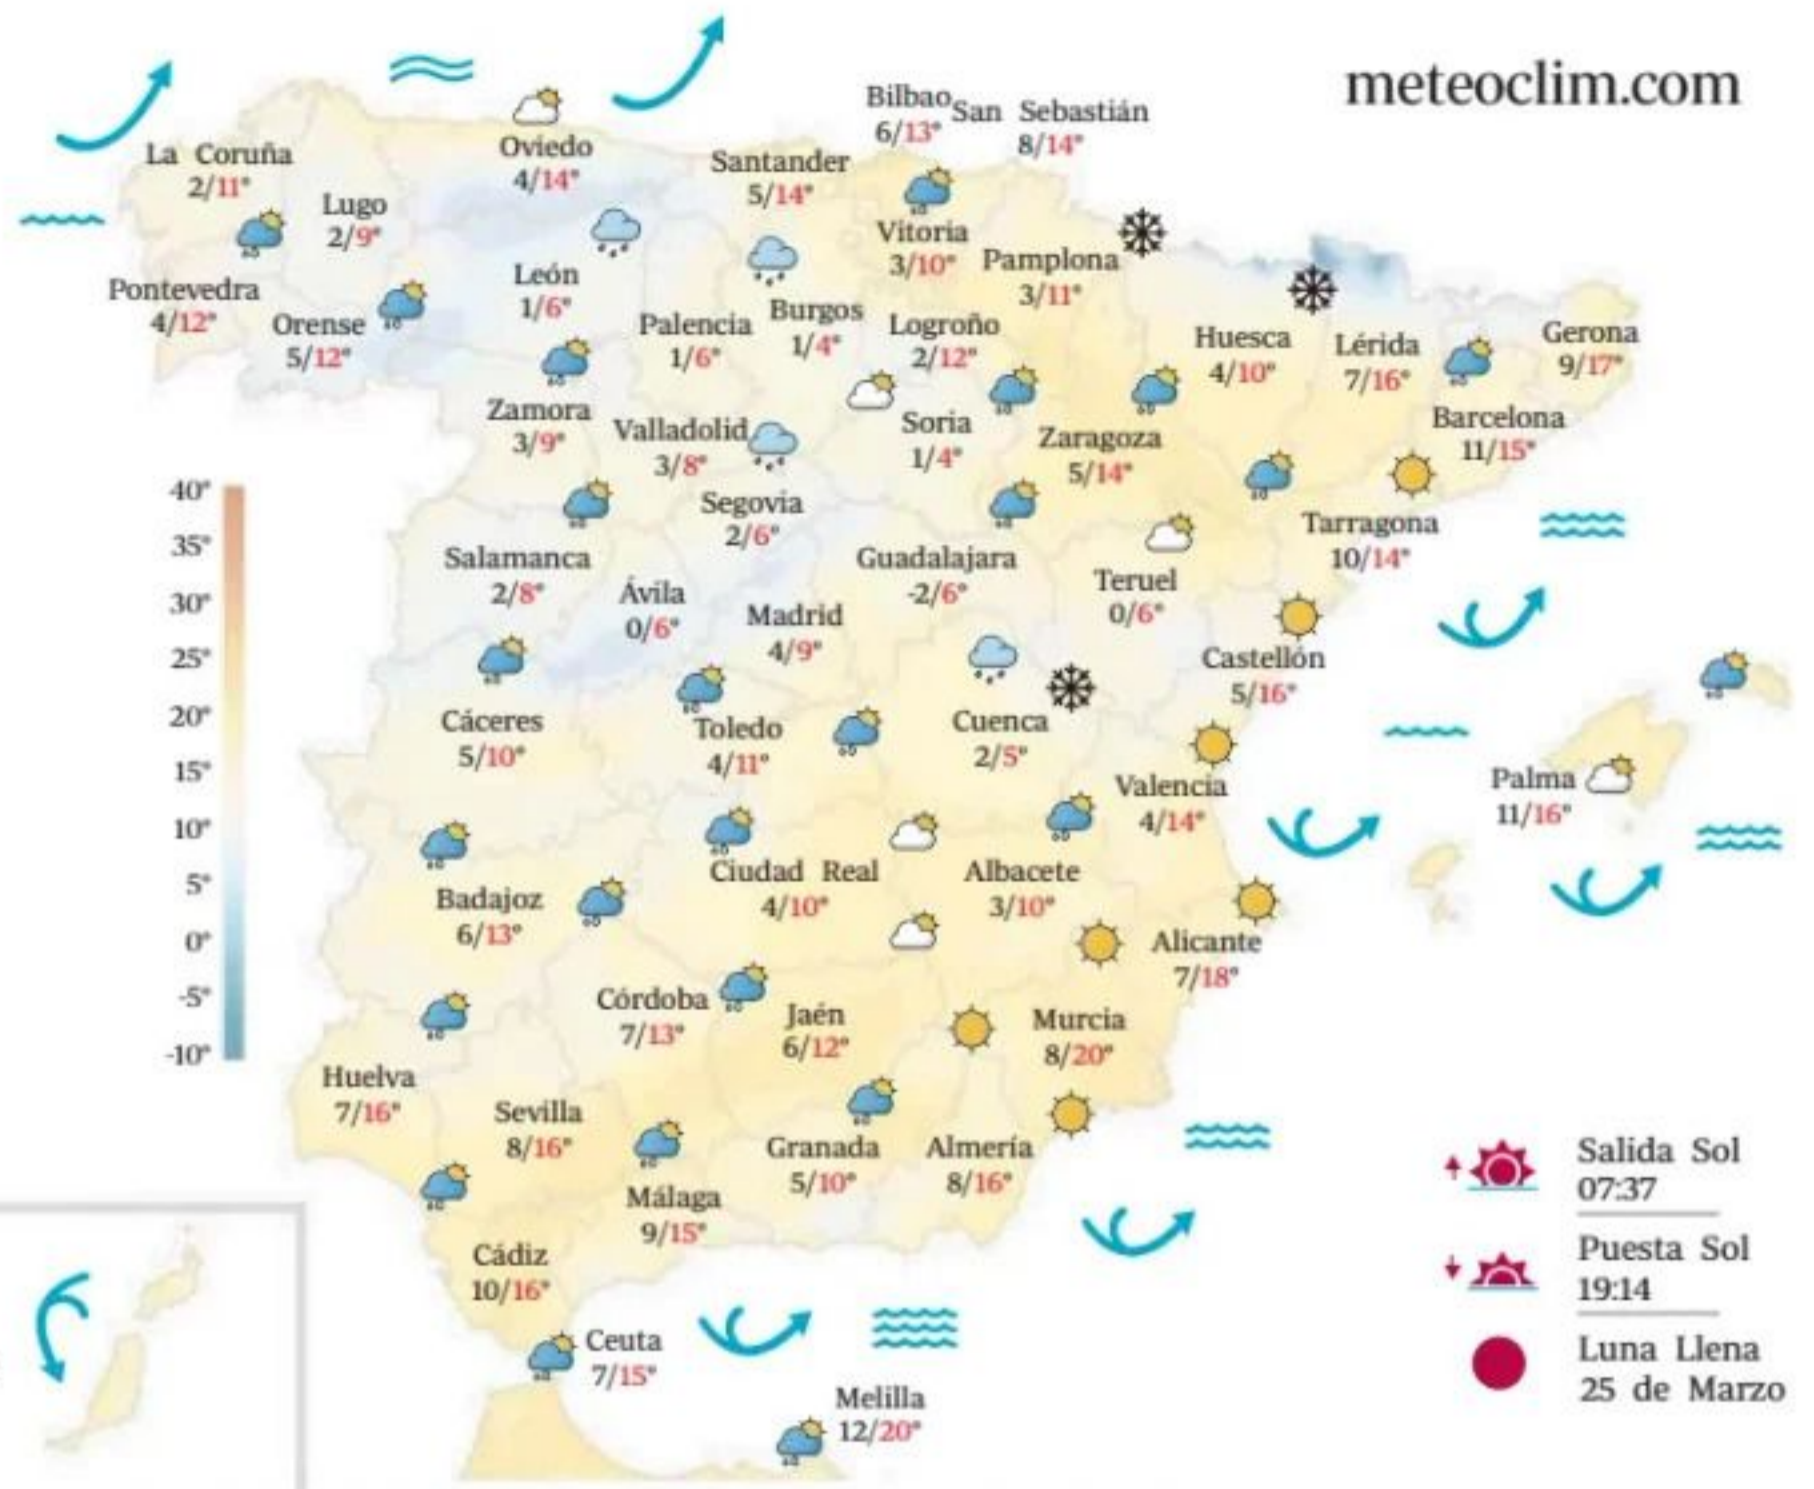 meteoclim.com
Bilbao
6/13°
San Sebastián
8/14°
La Coruña
2/11°
Oviedo
4/14°
Santander
5/14°
Lugo
2/9°
Vitoria
3/10°
Pamplona
3/11°
Pontevedra
4/12°
Orense
5/12°
León
1/6°
Palencia
1/6°
Burgos
1/4°
Logroño
2/12°
Huesca
4/10°
Lérida
7/16°
Gerona
9/17°
Zamora
3/9°
Valladolid
3/8°
Soria
1/4°
Zaragoza
5/14°
Barcelona
11/15°
Segovia
2/6°
Tarragona
10/14°
Salamanca
2/8°
Ávila
0/6°
Madrid
4/9°
Guadalajara
-2/6°
Teruel
0/6°
Castellón
5/16°
Cáceres
5/10°
Toledo
4/11°
Cuenca
2/5°
Valencia
4/14°
Palma
11/16°
Badajoz
6/13°
Ciudad Real
4/10°
Albacete
3/10°
Alicante
7/18°
Córdoba
7/13°
Jaén
6/12°
Murcia
8/20°
Huelva
7/16°
Sevilla
8/16°
Granada
5/10°
Almería
8/16°
Málaga
9/15°
Cádiz
10/16°
Ceuta
7/15°
Melilla
12/20°
40°
35°
30°
25°
20°
15°
10°
5°
0°
-5°
-10°
Salida Sol
07:37
Puesta Sol
19:14
Luna Llena
25 de Marzo